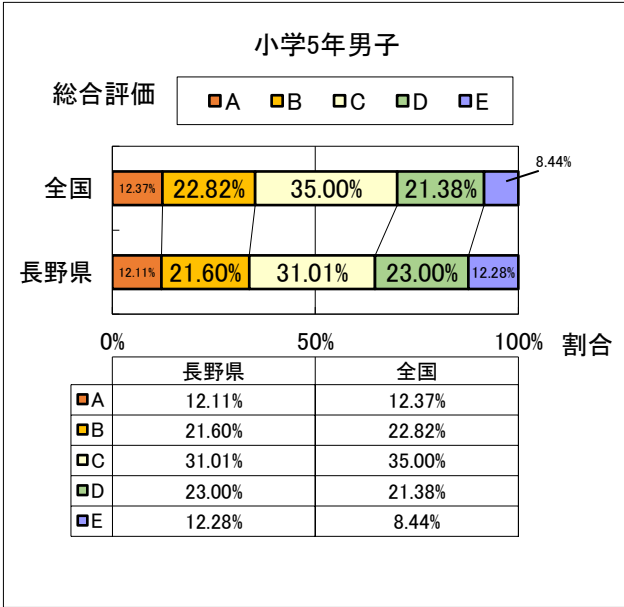 小学5年男子
総合評価 A B C D E
8.44%
全国 12.37% 22.82% 35.00% 21.38%
長野県 12.11% 21.60% 31.01% 23.00% 12.28%
0% 50% 100% 割合
長野県 全国
A 12.11% 12.37%
B 21.60% 22.82%
C 31.01% 35.00%
D 23.00% 21.38%
E 12.28% 8.44%